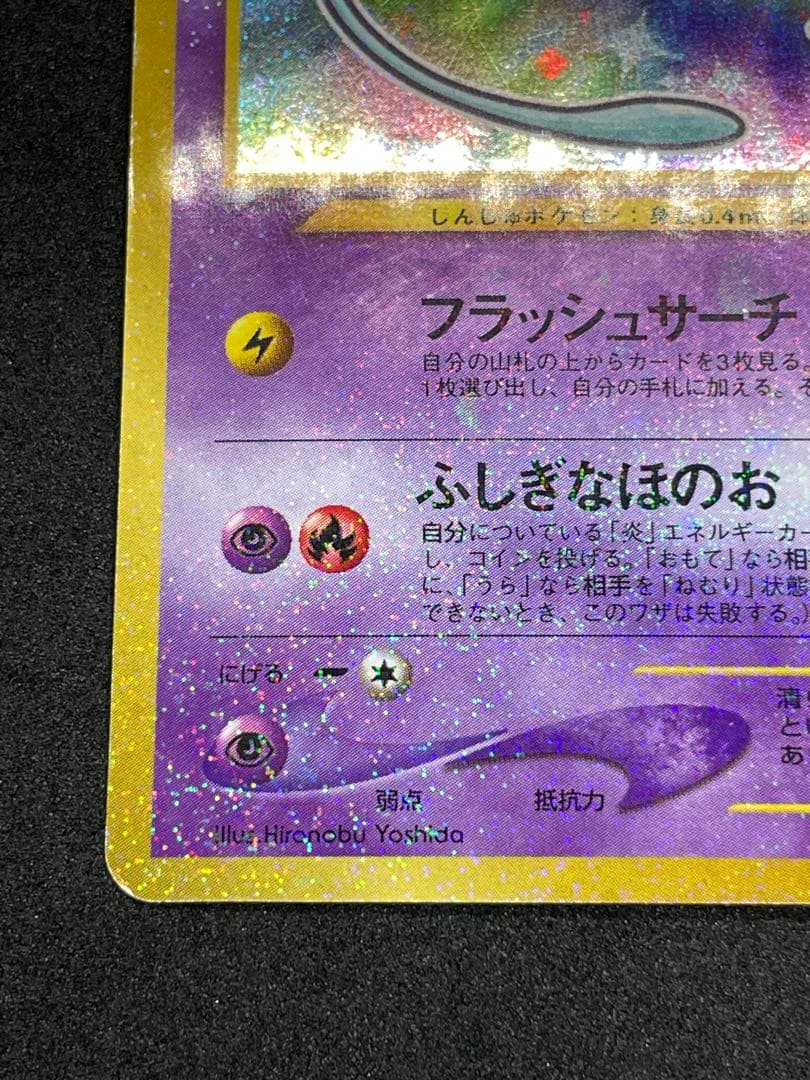 しんしゅポケモン：身長0.4m、
フラッシュサーチ
自分の山札の上からカードを3枚見る。
1枚選び出し、自分の手札に加える。そ
ふしぎなほのお
自分についている「炎」エネルギーカー
し、コインを投げる。「おもて」なら相手
に、「うら」なら相手を「ねむり」状態
できないとき、このワザは失敗する。）
にげる
清
と
あ
弱点 抵抗力
Illus.Hironobu Yoshida